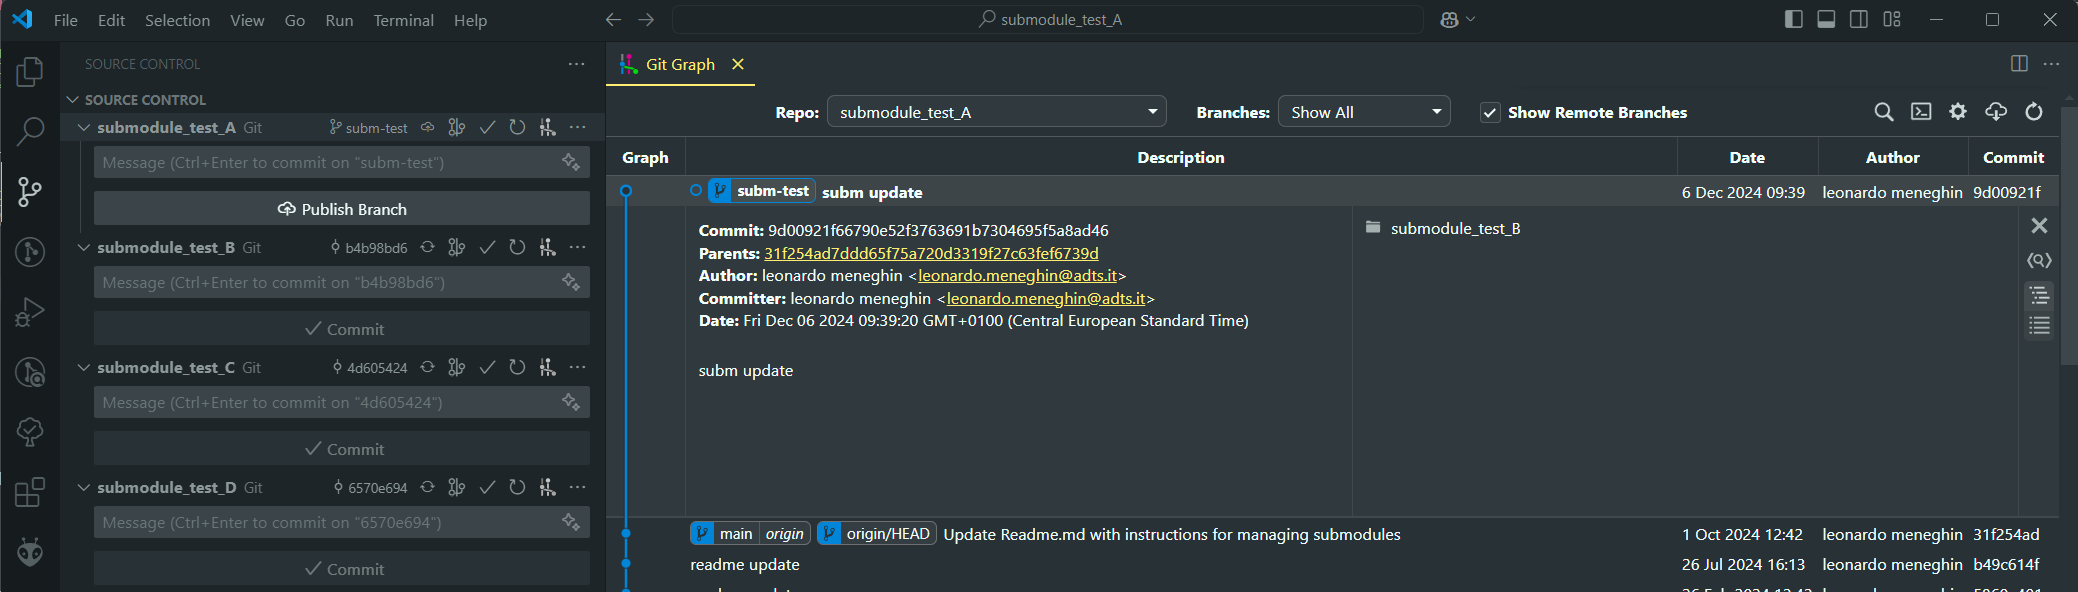 File Edit Selection View Go Run Terminal Help
submodule_test_A
SOURCE CONTROL
SOURCE CONTROL
submodule_test_A Git subm-test
Message (Ctrl+Enter to commit on "subm-test")
Publish Branch
submodule_test_B Git b4b98bd6
Message (Ctrl+Enter to commit on "b4b98bd6")
Commit
submodule_test_C Git 4d605424
Message (Ctrl+Enter to commit on "4d605424")
Commit
submodule_test_D Git 6570e694
Message (Ctrl+Enter to commit on "6570e694")
Commit
Git Graph
Repo: submodule_test_A Branches: Show All Show Remote Branches
Graph Description Date Author Commit
subm-test subm update 6 Dec 2024 09:39 leonardo meneghin 9d00921f
Commit: 9d00921f66790e52f3763691b7304695f5a8ad46
Parents: 31f254ad7ddd65f75a720d3319f27c63fef6739d
Author: leonardo meneghin <leonardo.meneghin@adts.it>
Committer: leonardo meneghin <leonardo.meneghin@adts.it>
Date: Fri Dec 06 2024 09:39:20 GMT+0100 (Central European Standard Time)
subm update
submodule_test_B
main origin origin/HEAD Update Readme.md with instructions for managing submodules 1 Oct 2024 12:42 leonardo meneghin 31f254ad
readme update 26 Jul 2024 16:13 leonardo meneghin b49c614f